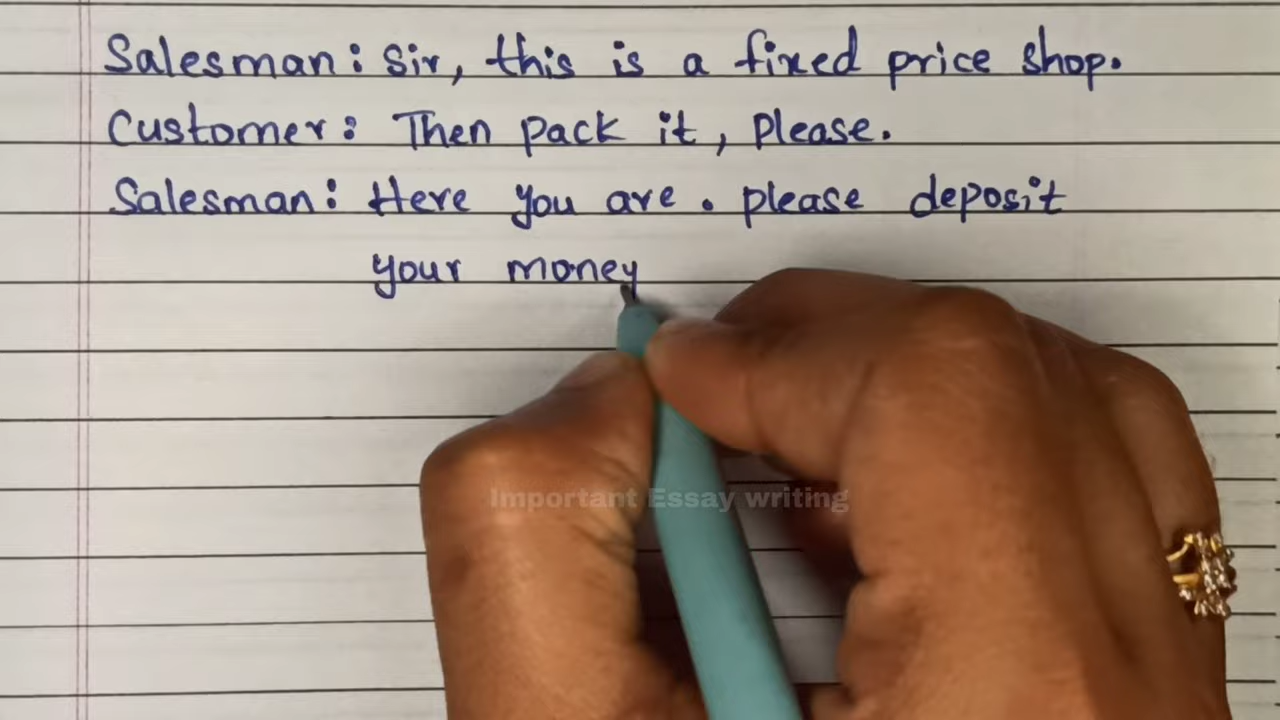 Salesman: Sir, this is a fixed price shop.
Customer: Then pack it, please.
Salesman: Here you are. please deposit
your money
Important Essay writing